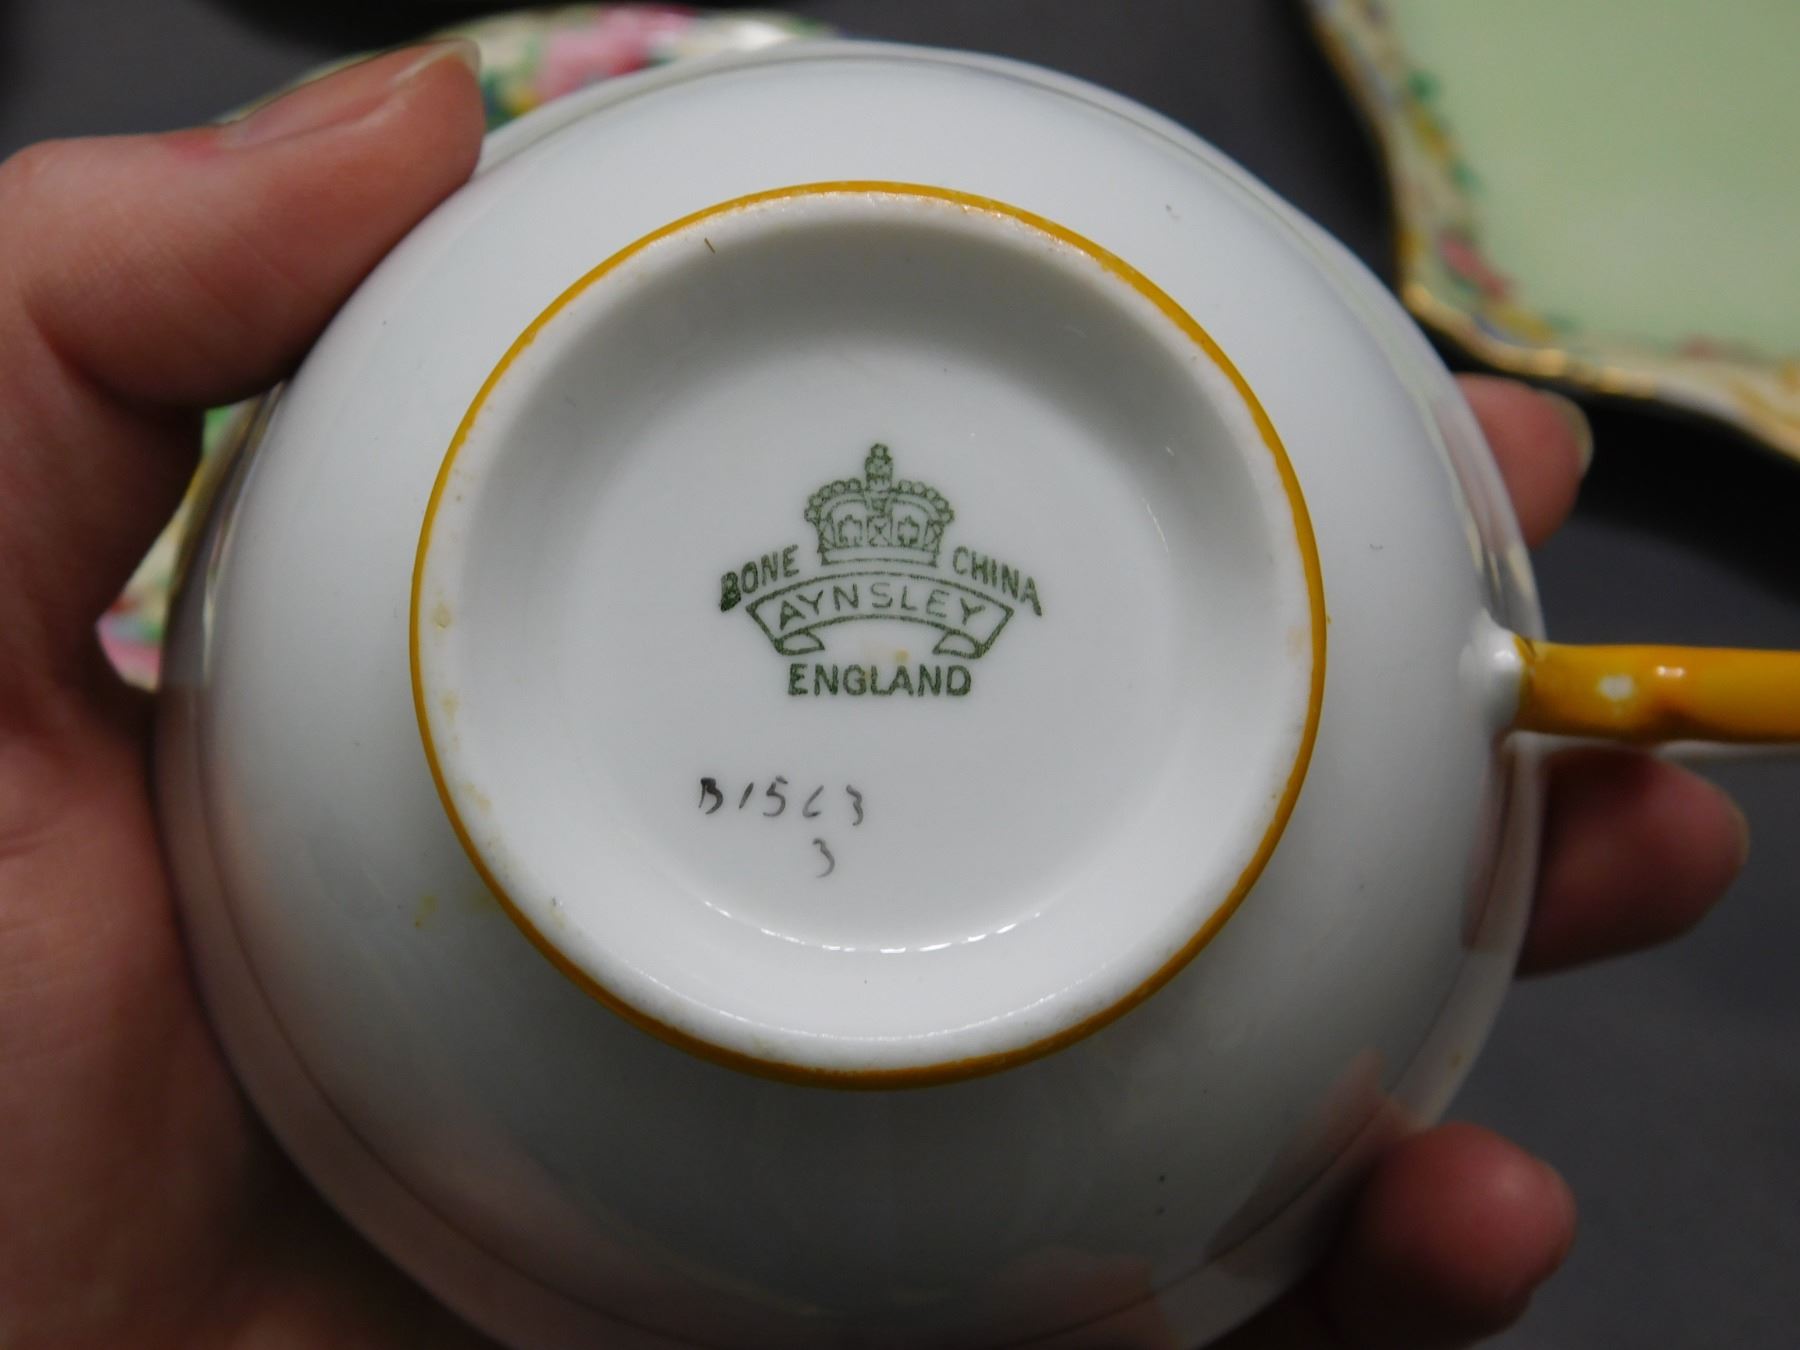 BONE CHINA
AYNSLEY
ENGLAND
B1563
3